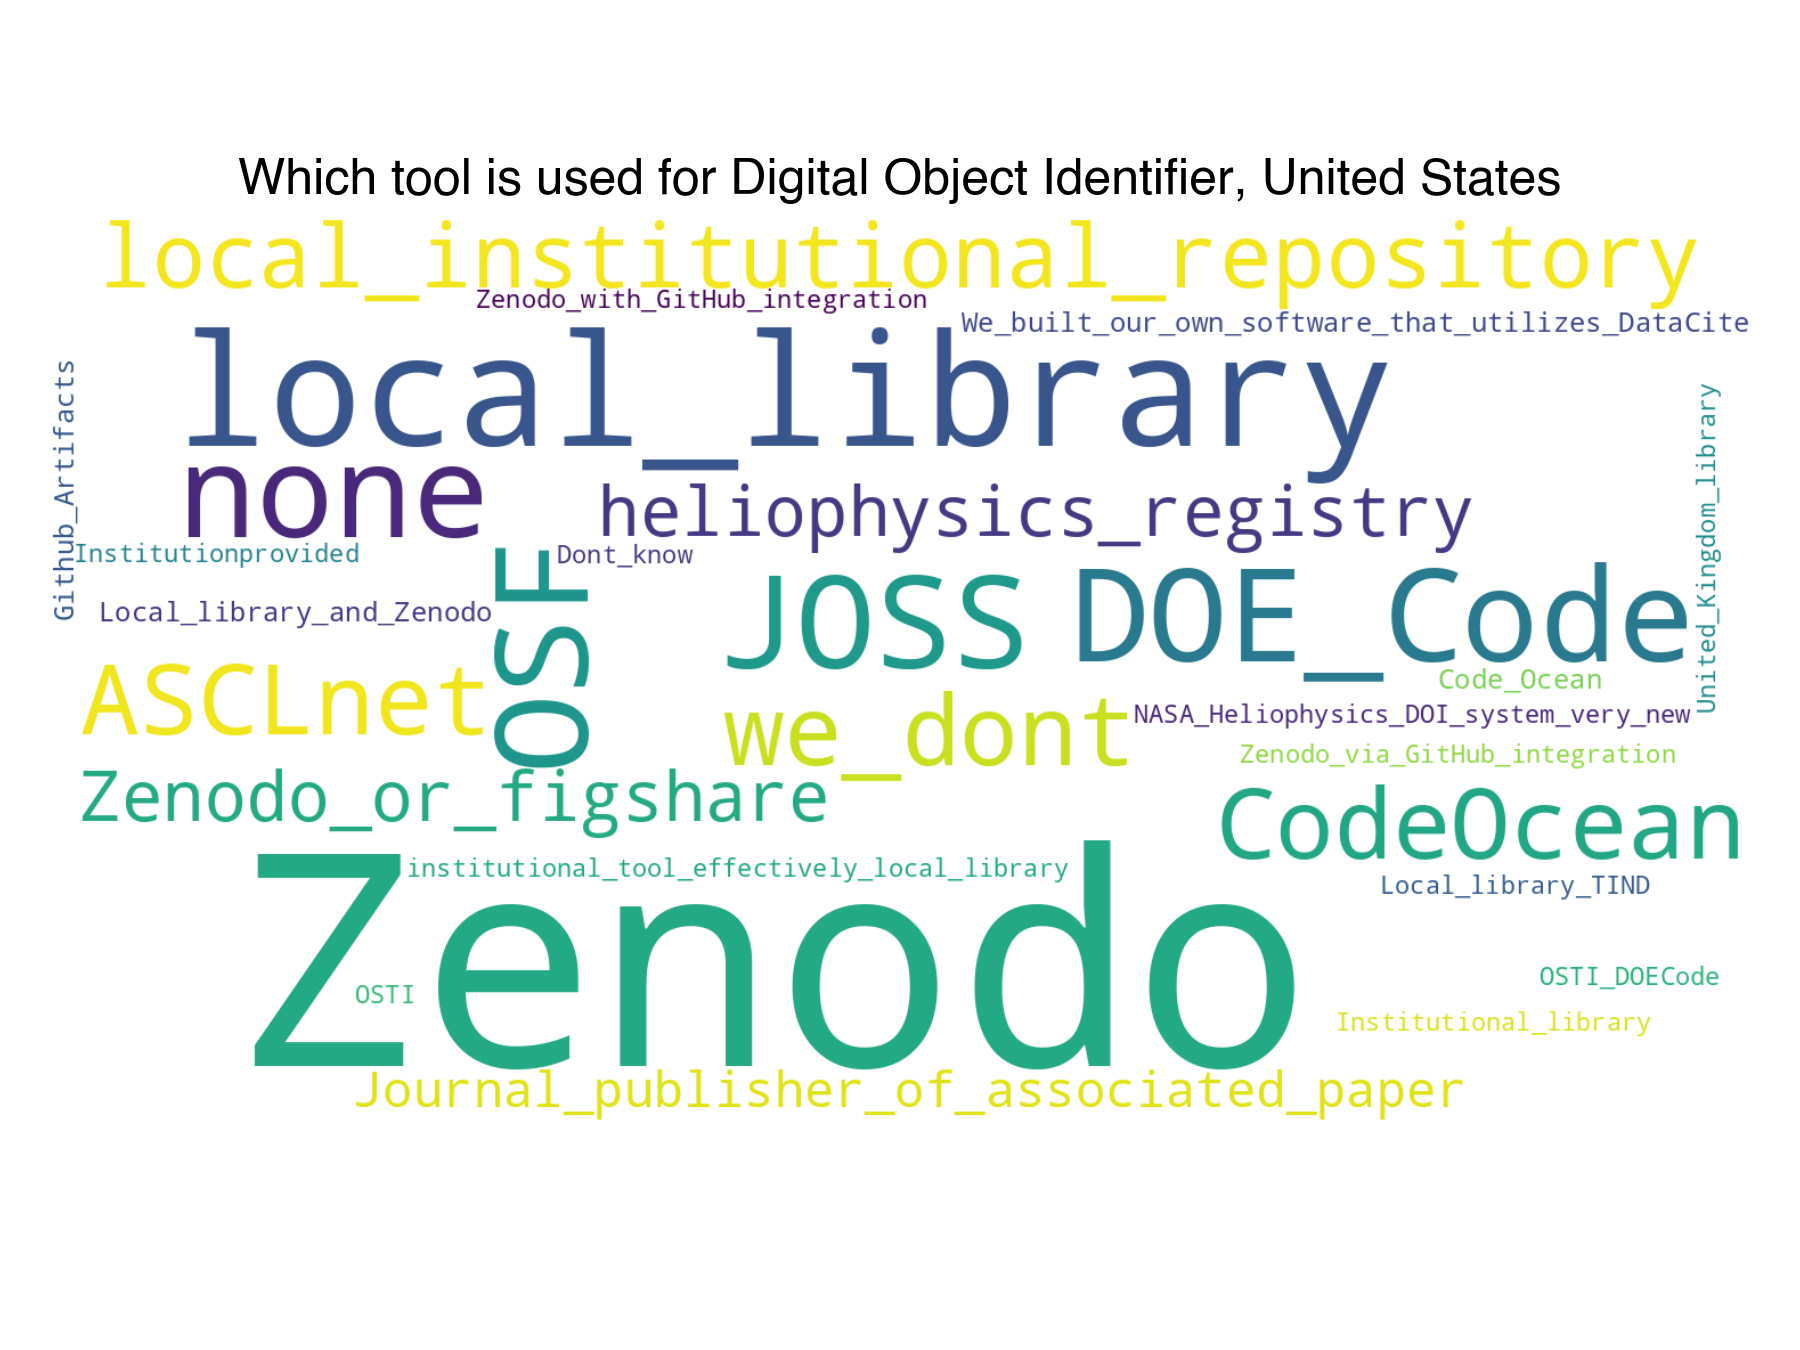 Which tool is used for Digital Object Identifier, United States
local_institutional_repository
Zenodo_with_GitHub_integration
We_built_our_own_software_that_utilizes_DataCite
local_library
Github_Artifacts
United_Kingdom_library
none
heliophysics_registry
Institutionprovided
Dont_know
OSF
JOSS
DOE_Code
Local_library_and_Zenodo
ASCLnet
Code_Ocean
we_dont
NASA_Heliophysics_DOI_system_very_new
Zenodo_via_GitHub_integration
Zenodo_or_figshare
CodeOcean
institutional_tool_effectively_local_library
Local_library_TIND
Zenodo
OSTI
OSTI_DOECode
Institutional_library
Journal_publisher_of_associated_paper